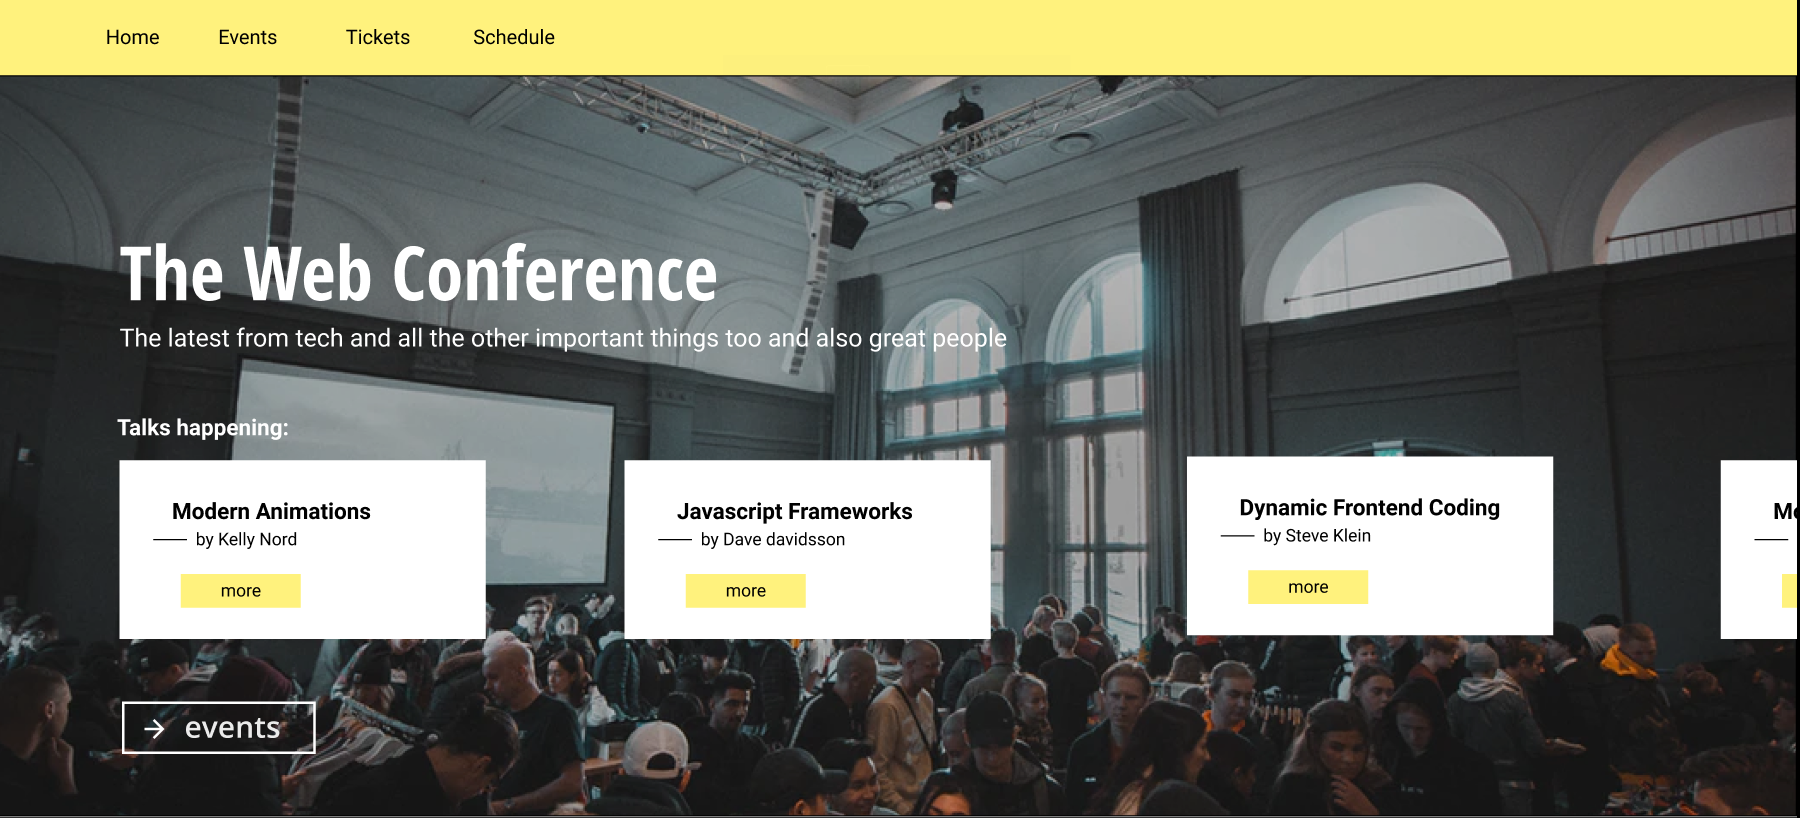 Home Events Tickets Schedule
The Web Conference
The latest from tech and all the other important things too and also great people
Talks happening:
Modern Animations
by Kelly Nord
more
Javascript Frameworks
by Dave davidsson
more
Dynamic Frontend Coding
by Steve Klein
more
→ events